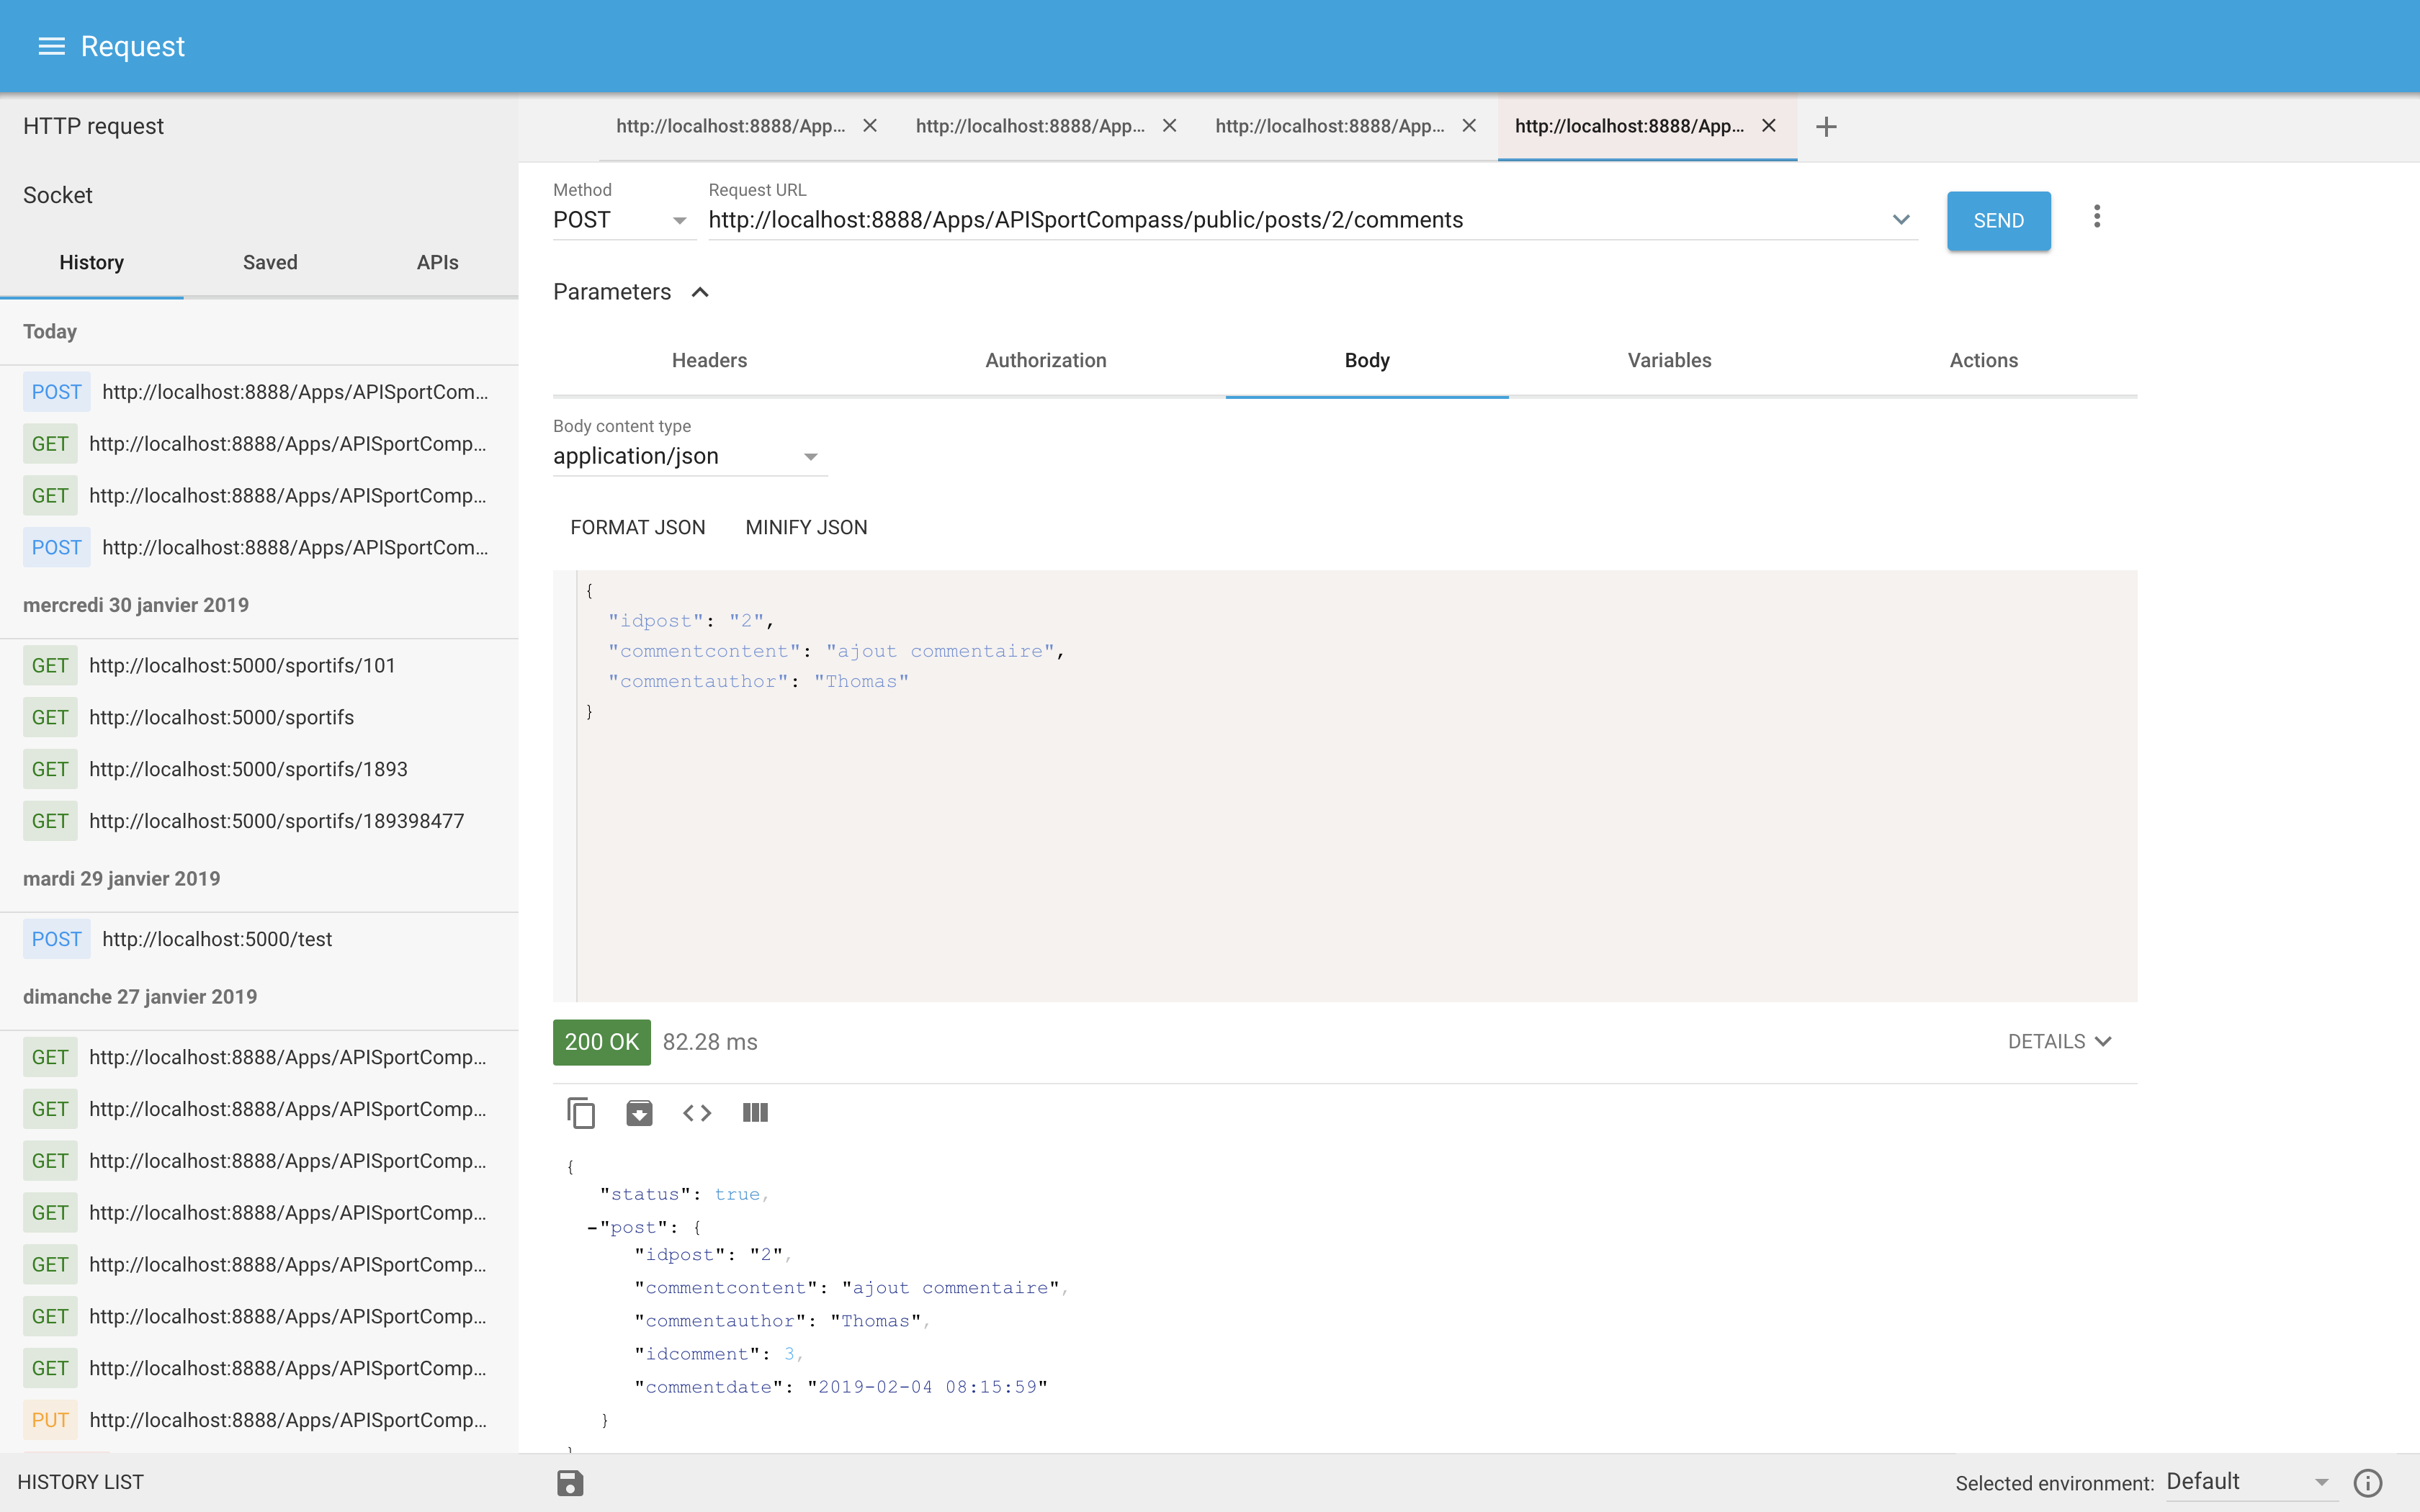 Request
HTTP request
Socket
History Saved APIs
Today
POST http://localhost:8888/Apps/APISportCom...
GET http://localhost:8888/Apps/APISportComp...
GET http://localhost:8888/Apps/APISportComp...
POST http://localhost:8888/Apps/APISportCom...
mercredi 30 janvier 2019
GET http://localhost:5000/sportifs/101
GET http://localhost:5000/sportifs
GET http://localhost:5000/sportifs/1893
GET http://localhost:5000/sportifs/189398477
mardi 29 janvier 2019
POST http://localhost:5000/test
dimanche 27 janvier 2019
GET http://localhost:8888/Apps/APISportComp...
GET http://localhost:8888/Apps/APISportComp...
GET http://localhost:8888/Apps/APISportComp...
GET http://localhost:8888/Apps/APISportComp...
GET http://localhost:8888/Apps/APISportComp...
GET http://localhost:8888/Apps/APISportComp...
GET http://localhost:8888/Apps/APISportComp...
PUT http://localhost:8888/Apps/APISportComp...
HISTORY LIST
http://localhost:8888/App... http://localhost:8888/App... http://localhost:8888/App... http://localhost:8888/App...
Method Request URL
POST http://localhost:8888/Apps/APISportCompass/public/posts/2/comments
SEND
Parameters
Headers Authorization Body Variables Actions
Body content type
application/json
FORMAT JSON MINIFY JSON
{
"idpost": "2",
"commentcontent": "ajout commentaire",
"commentauthor": "Thomas"
}
200 OK 82.28 ms DETAILS
{
"status": true,
-"post": {
"idpost": "2",
"commentcontent": "ajout commentaire",
"commentauthor": "Thomas",
"idcomment": 3,
"commentdate": "2019-02-04 08:15:59"
}
}
Selected environment: Default